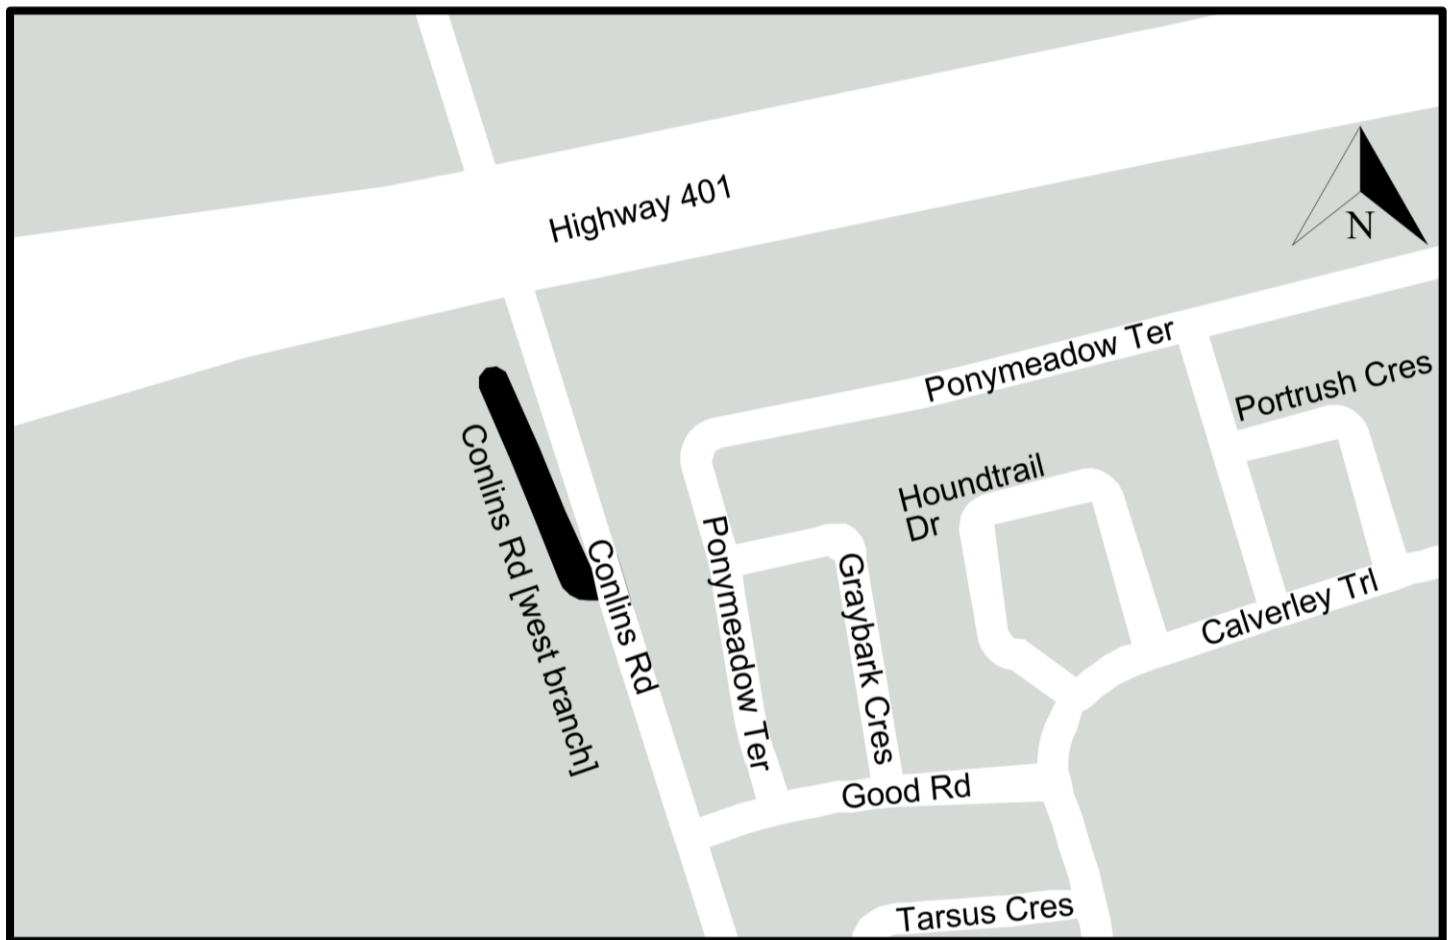 Highway 401
N
Ponymeadow Ter
Portrush Cres
Houndtrail
Dr
Conlins Rd [west branch]
Conlins Rd
Ponymeadow Ter
Graybark Cres
Calverley Trl
Good Rd
Tarsus Cres